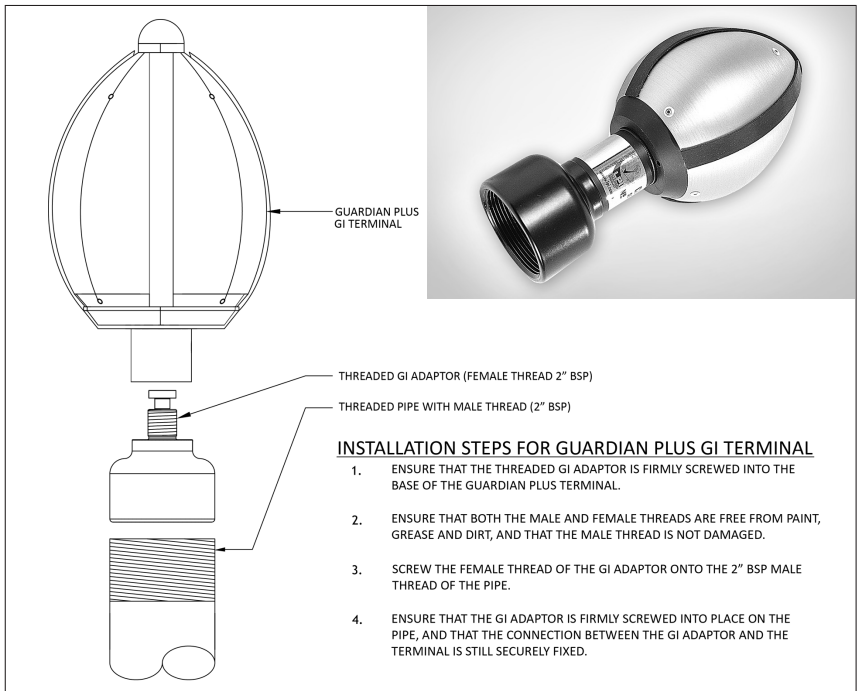 GUARDIAN PLUS
GI TERMINAL
THREADED GI ADAPTOR (FEMALE THREAD 2” BSP)
THREADED PIPE WITH MALE THREAD (2” BSP)
INSTALLATION STEPS FOR GUARDIAN PLUS GI TERMINAL
1. ENSURE THAT THE THREADED GI ADAPTOR IS FIRMLY SCREWED INTO THE
BASE OF THE GUARDIAN PLUS TERMINAL.
2. ENSURE THAT BOTH THE MALE AND FEMALE THREADS ARE FREE FROM PAINT,
GREASE AND DIRT, AND THAT THE MALE THREAD IS NOT DAMAGED.
3. SCREW THE FEMALE THREAD OF THE GI ADAPTOR ONTO THE 2” BSP MALE
THREAD OF THE PIPE.
4. ENSURE THAT THE GI ADAPTOR IS FIRMLY SCREWED INTO PLACE ON THE
PIPE, AND THAT THE CONNECTION BETWEEN THE GI ADAPTOR AND THE
TERMINAL IS STILL SECURELY FIXED.